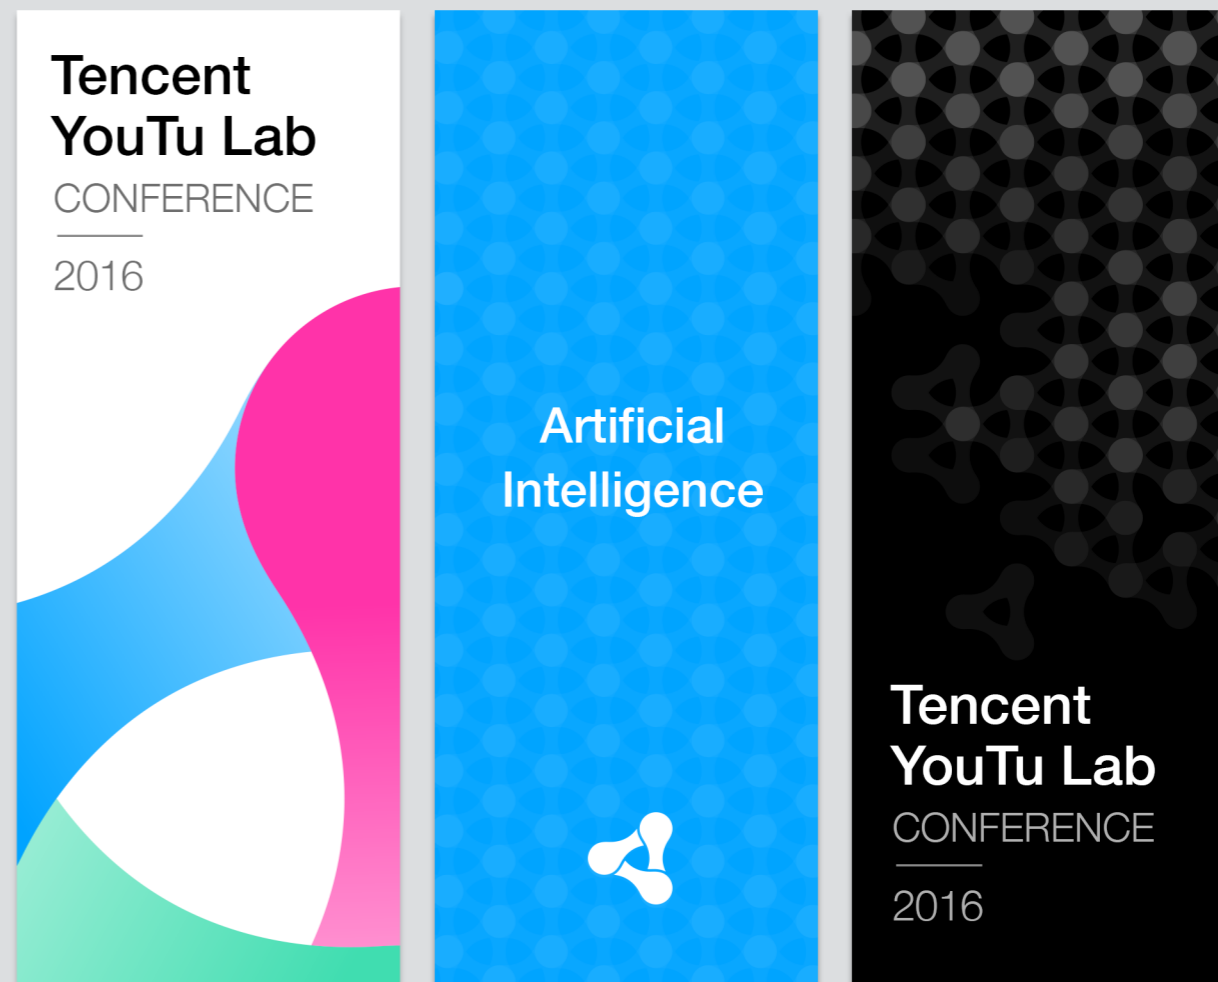 Tencent
YouTu Lab
CONFERENCE
2016
Artificial
Intelligence
Tencent
YouTu Lab
CONFERENCE
2016